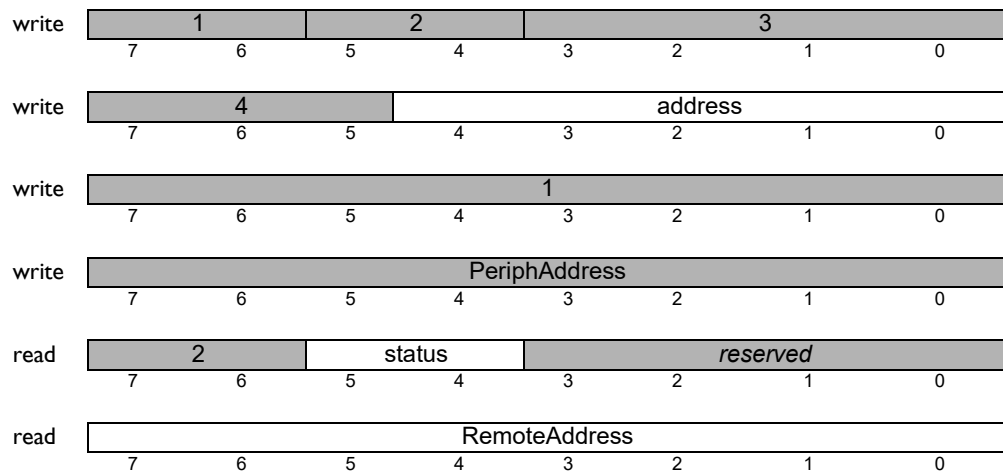 write 1 2 3
7 6 5 4 3 2 1 0
write 4 address
7 6 5 4 3 2 1 0
write 1
7 6 5 4 3 2 1 0
write PeriphAddress
7 6 5 4 3 2 1 0
read 2 status reserved
7 6 5 4 3 2 1 0
read RemoteAddress
7 6 5 4 3 2 1 0